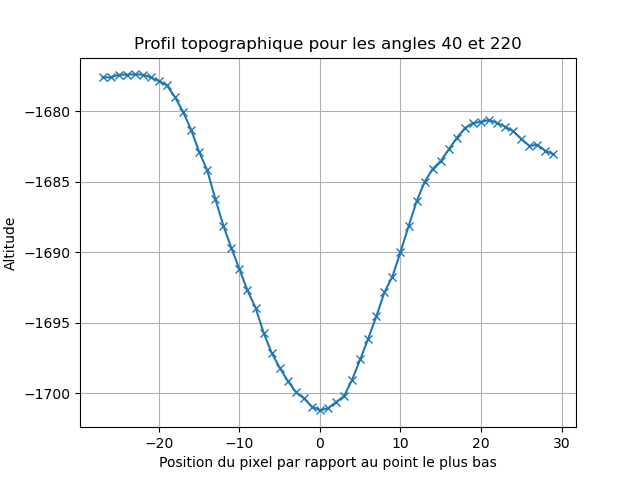 Profil topographique pour les angles 40 et 220
−1680
−1685
−1690
−1695
−1700
Altitude
−20 −10 0 10 20 30
Position du pixel par rapport au point le plus bas